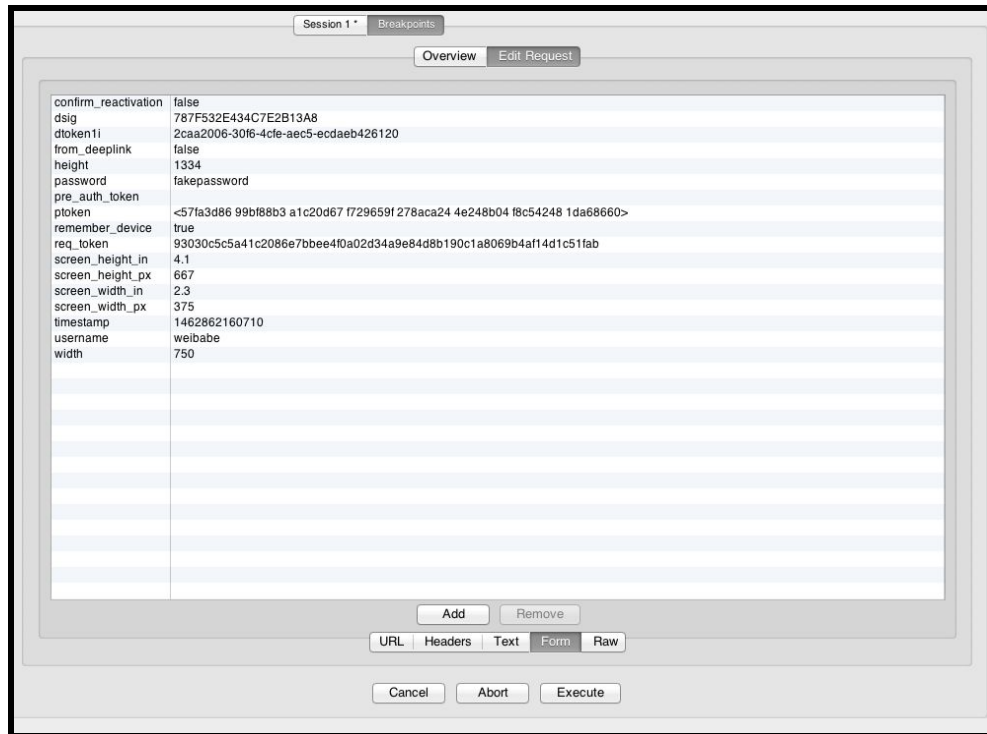 Session 1 * Breakpoints
Overview Edit Request
confirm_reactivation false
dsig 787F532E434C7E2B13A8
dtoken1i 2caa2006-30f6-4cfe-aec5-ecdaeb426120
from_deeplink false
height 1334
password fakepassword
pre_auth_token
ptoken <57fa3d86 99bf88b3 a1c20d67 f729659f 278aca24 4e248b04 f8c54248 1da68660>
remember_device true
req_token 93030c5c5a41c2086e7bbee4f0a02d34a9e84d8b190c1a8069b4af14d1c51fab
screen_height_in 4.1
screen_height_px 667
screen_width_in 2.3
screen_width_px 375
timestamp 1462862160710
username weibabe
width 750
Add Remove
URL Headers Text Form Raw
Cancel Abort Execute